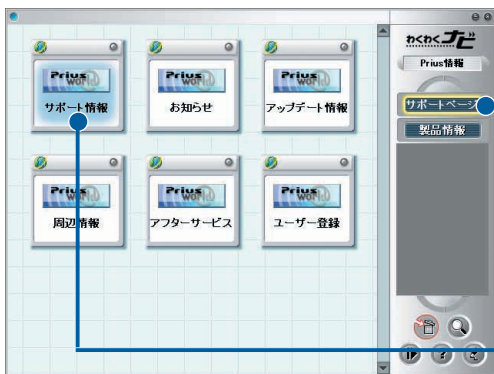 Prius World
サポート情報
Prius World
お知らせ
Prius World
アップデート情報
Prius World
周辺情報
Prius World
アフターサービス
Prius World
ユーザー登録
わくわくナビ
Prius情報
サポートページ
製品情報
?